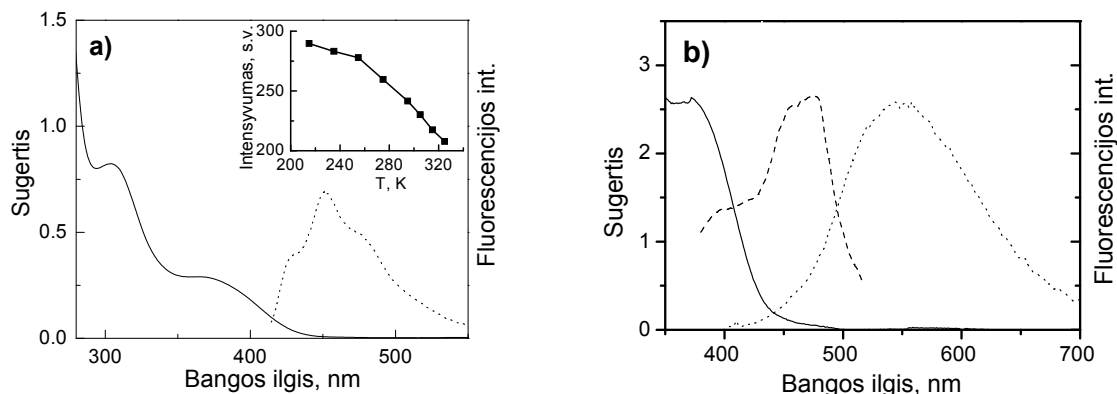 a)
Sugertis
1.5
1.0
0.5
0.0
300
400
500
Bangos ilgis, nm
Fluorescencijos int.
Intensyvumas, s.v.
300
250
200
200
240
280
320
T, K
b)
Sugertis
3
2
1
0
400
500
600
700
Bangos ilgis, nm
Fluorescencijos int.